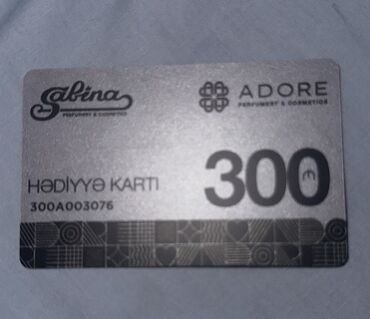 Sabina
PERFUMERY & COSMETICS
ADORE
PERFUMERY & COSMETICS
HƏDİYYƏ KARTI
300A003076
300 ₼